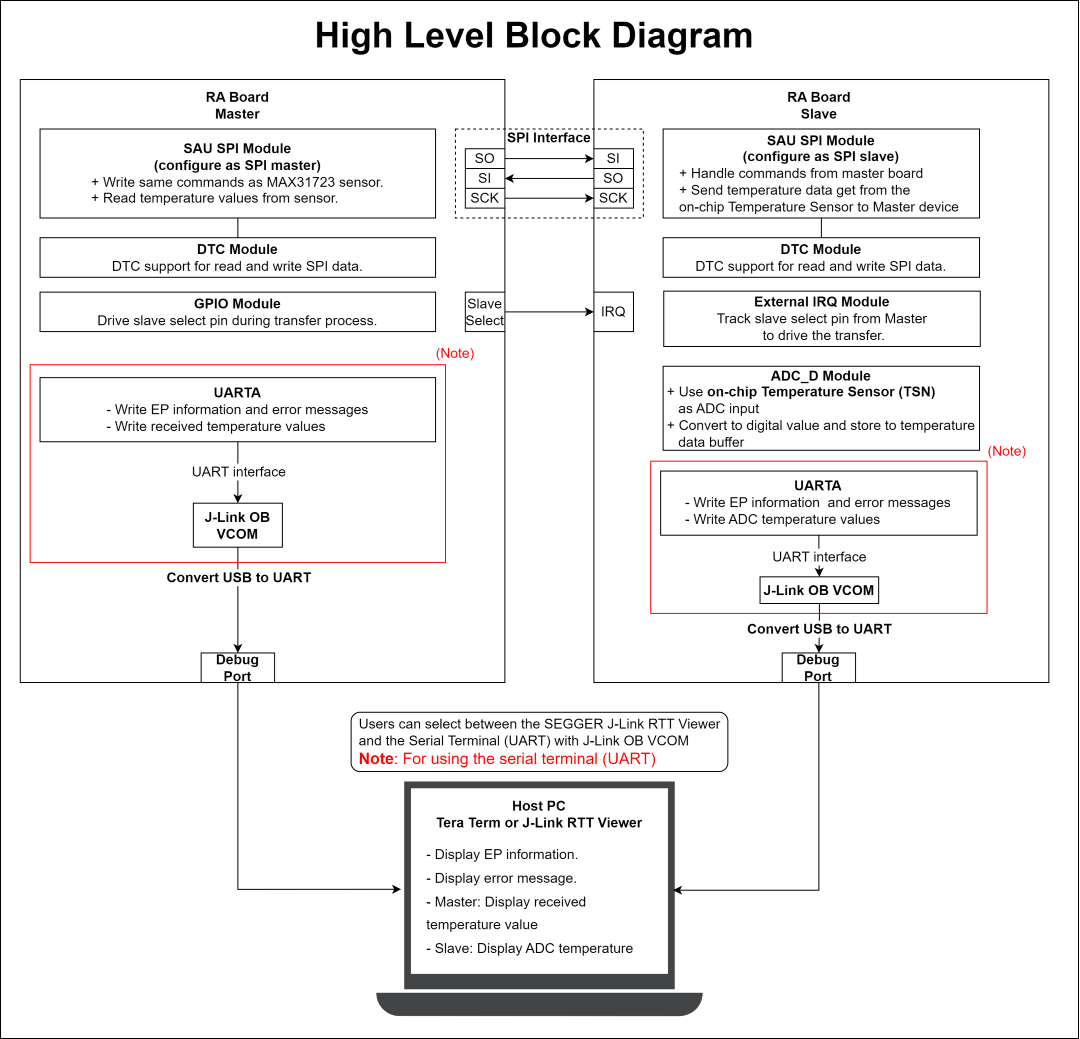 High Level Block Diagram
RA Board
Master
SAU SPI Module
(configure as SPI master)
+ Write same commands as MAX31723 sensor.
+ Read temperature values from sensor.
DTC Module
DTC support for read and write SPI data.
GPIO Module
Drive slave select pin during transfer process.
(Note)
UARTA
- Write EP information and error messages
- Write received temperature values
UART interface
J-Link OB
VCOM
Convert USB to UART
Debug
Port
SPI Interface
SO
SI
SI
SO
SCK
SCK
Slave
Select
IRQ
RA Board
Slave
SAU SPI Module
(configure as SPI slave)
+ Handle commands from master board
+ Send temperature data get from the
on-chip Temperature Sensor to Master device
DTC Module
DTC support for read and write SPI data.
External IRQ Module
Track slave select pin from Master
to drive the transfer.
ADC_D Module
+ Use on-chip Temperature Sensor (TSN)
as ADC input
+ Convert to digital value and store to temperature
data buffer
(Note)
UARTA
- Write EP information  and error messages
- Write ADC temperature values
UART interface
J-Link OB VCOM
Convert USB to UART
Debug
Port
Users can select between the SEGGER J-Link RTT Viewer
and the Serial Terminal (UART) with J-Link OB VCOM
Note: For using the serial terminal (UART)
Host PC
Tera Term or J-Link RTT Viewer
- Display EP information.
- Display error message.
- Master: Display received
temperature value
- Slave: Display ADC temperature